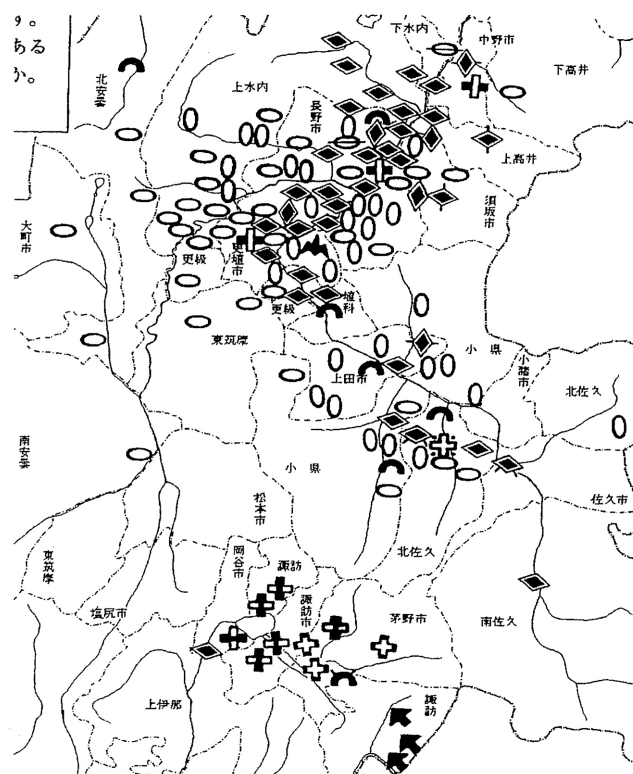 す。
ある
か。
下水内
中野市
下高井
北安曇
上水内
長野市
上高井
須坂市
大町市
更級
更埴市
更級
埴科
東筑摩
上田市
小県
小諸市
北佐久
南安曇
小県
松本市
佐久市
東筑摩
岡谷市
諏訪
北佐久
塩尻市
諏訪市
茅野市
南佐久
上伊那
諏訪